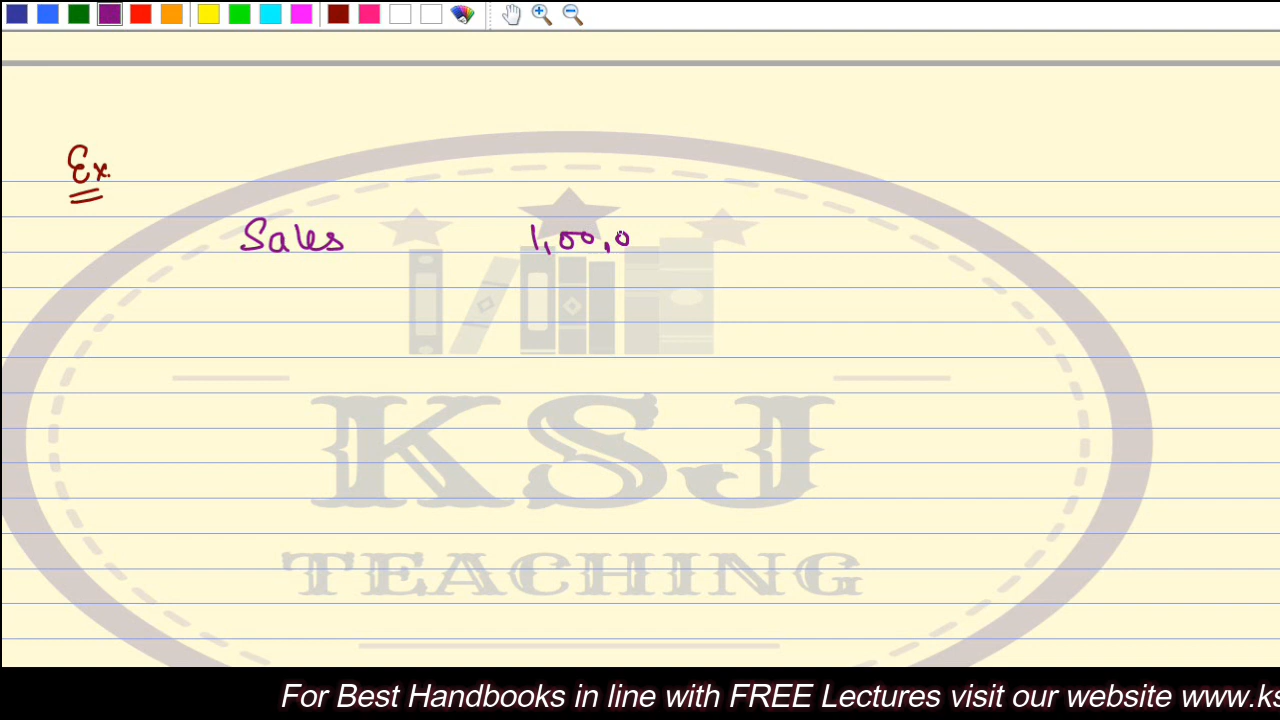 Ex.
Sales 1,00,0
KSJ
TEACHING
For Best Handbooks in line with FREE Lectures visit our website www.ks